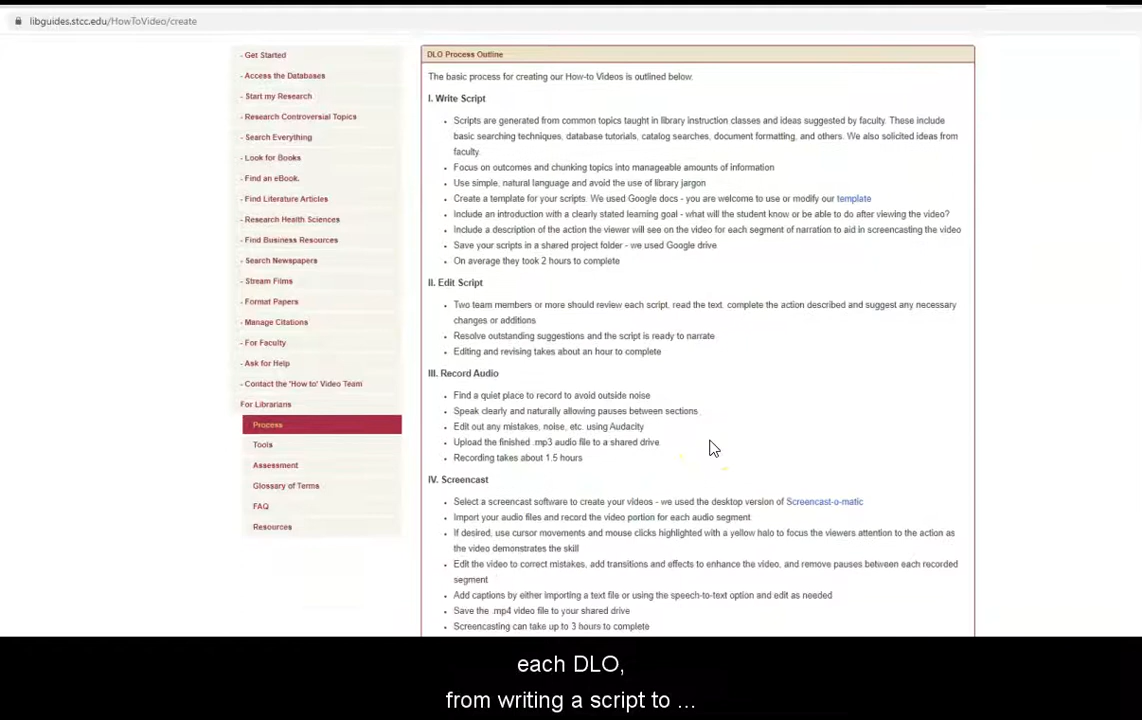 libguides.stcc.edu/HowToVideo/create
- Get Started
- Access the Databases
- Start my Research
- Research Controversial Topics
- Search Everything
- Look for Books
- Find an eBook.
- Find Literature Articles
- Research Health Sciences
- Find Business Resources
- Search Newspapers
- Stream Films
- Format Papers
- Manage Citations
- For Faculty
- Ask for Help
- Contact the 'How to' Video Team
For Librarians
Process
Tools
Assessment
Glossary of Terms
FAQ
Resources
DLO Process Outline
The basic process for creating our How-to Videos is outlined below.
I. Write Script
• Scripts are generated from common topics taught in library instruction classes and ideas suggested by faculty. These include
basic searching techniques, database tutorials, catalog searches, document formatting, and others. We also solicited ideas from
faculty.
• Focus on outcomes and chunking topics into manageable amounts of information
• Use simple, natural language and avoid the use of library jargon
• Create a template for your scripts. We used Google docs - you are welcome to use or modify our template
• Include an introduction with a clearly stated learning goal - what will the student know or be able to do after viewing the video?
• Include a description of the action the viewer will see on the video for each segment of narration to aid in screencasting the video
• Save your scripts in a shared project folder - we used Google drive
• On average they took 2 hours to complete
II. Edit Script
• Two team members or more should review each script, read the text, complete the action described and suggest any necessary
changes or additions
• Resolve outstanding suggestions and the script is ready to narrate
• Editing and revising takes about an hour to complete
III. Record Audio
• Find a quiet place to record to avoid outside noise
• Speak clearly and naturally allowing pauses between sections
• Edit out any mistakes, noise, etc. using Audacity
• Upload the finished .mp3 audio file to a shared drive
• Recording takes about 1.5 hours
IV. Screencast
• Select a screencast software to create your videos - we used the desktop version of Screencast-o-matic
• Import your audio files and record the video portion for each audio segment
• If desired, use cursor movements and mouse clicks highlighted with a yellow halo to focus the viewers attention to the action as
the video demonstrates the skill
• Edit the video to correct mistakes, add transitions and effects to enhance the video, and remove pauses between each recorded
segment
• Add captions by either importing a text file or using the speech-to-text option and edit as needed
• Save the .mp4 video file to your shared drive
• Screencasting can take up to 3 hours to complete
each DLO,
from writing a script to ...